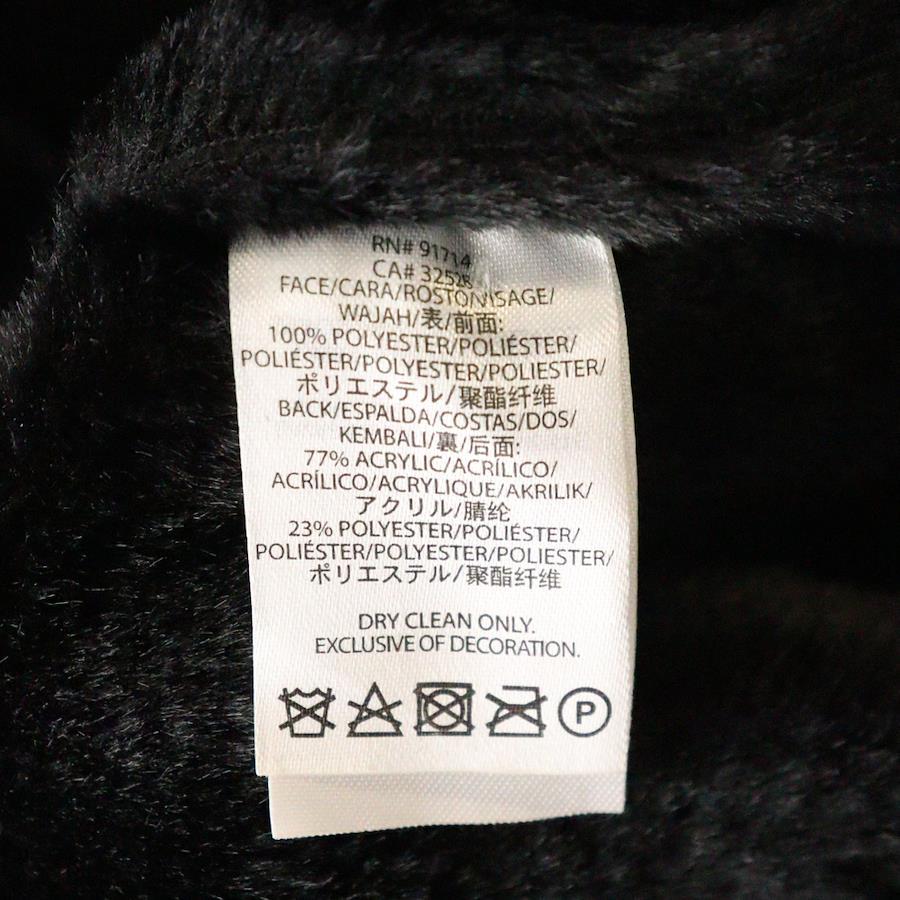 RN# 91714
CA# 32528
FACE/CARA/ROSTO/VISAGE/
WAJAH/表/前面:
100% POLYESTER/POLIÉSTER/
POLIÉSTER/POLYESTER/POLIESTER/
ポリエステル/聚酯纤维
BACK/ESPALDA/COSTAS/DOS/
KEMBALI/裏/后面:
77% ACRYLIC/ACRÍLICO/
ACRÍLICO/ACRYLIQUE/AKRILIK/
アクリル/腈纶
23% POLYESTER/POLIÉSTER/
POLIÉSTER/POLYESTER/POLIESTER/
ポリエステル/聚酯纤维
DRY CLEAN ONLY.
EXCLUSIVE OF DECORATION.
P